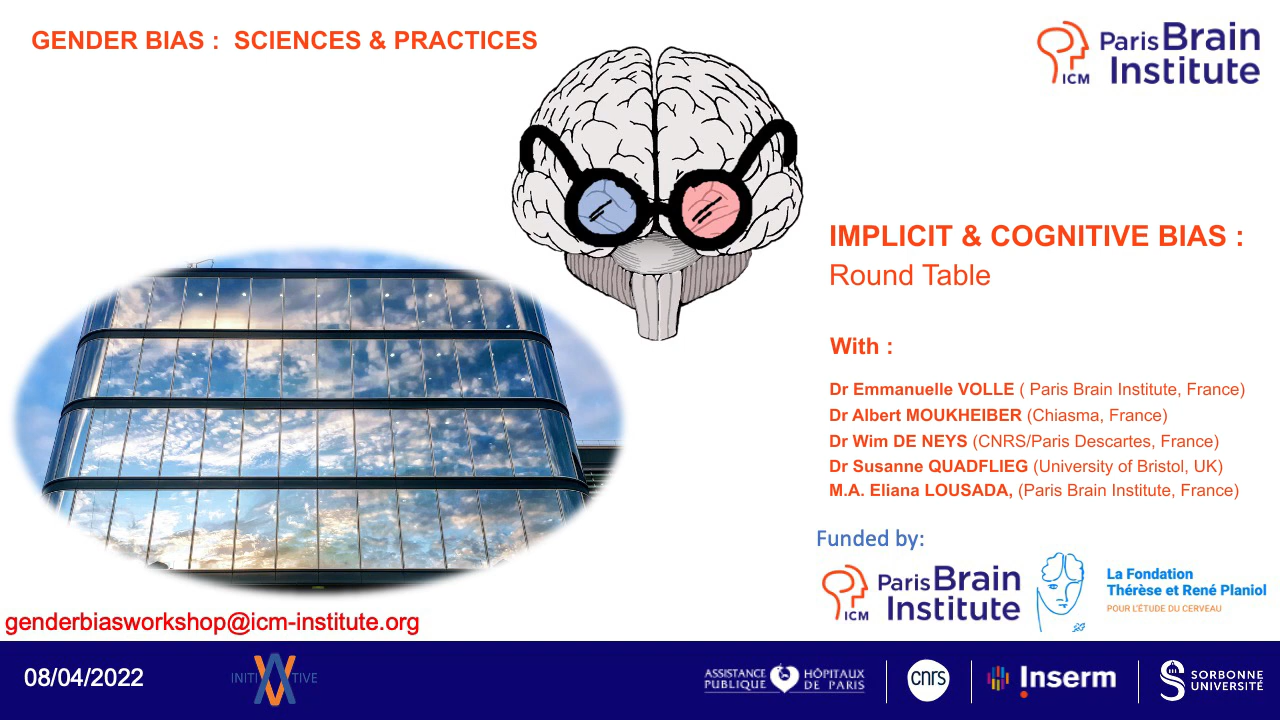 GENDER BIAS :  SCIENCES & PRACTICES
Paris Brain
Institute
ICM
IMPLICIT & COGNITIVE BIAS :
Round Table
With :
Dr Emmanuelle VOLLE ( Paris Brain Institute, France)
Dr Albert MOUKHEIBER (Chiasma, France)
Dr Wim DE NEYS (CNRS/Paris Descartes, France)
Dr Susanne QUADFLIEG (University of Bristol, UK)
M.A. Eliana LOUSADA, (Paris Brain Institute, France)
Funded by:
Paris Brain
Institute
ICM
La Fondation
Thérèse et René Planiol
POUR L'ÉTUDE DU CERVEAU
genderbiasworkshop@icm-institute.org
08/04/2022
INITI TIVE
ASSISTANCE HÔPITAUX
PUBLIQUE DE PARIS
cnrs
Inserm
SORBONNE
UNIVERSITÉ